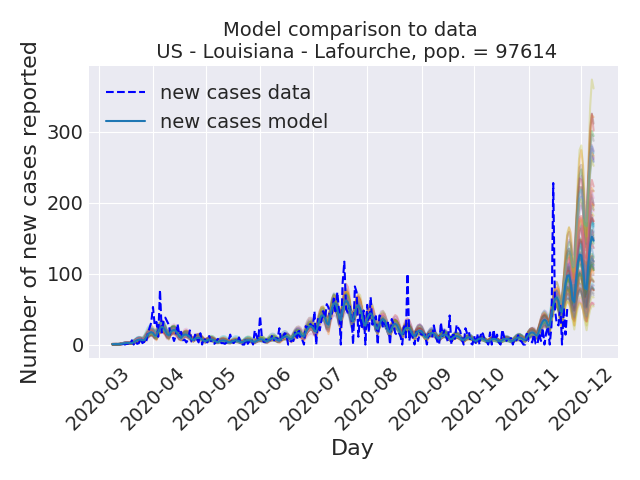 Model comparison to data
US - Louisiana - Lafourche, pop. = 97614
Number of new cases reported
new cases data
new cases model
300
200
100
0
2020-03
2020-04
2020-05
2020-06
2020-07
2020-08
2020-09
2020-10
2020-11
2020-12
Day